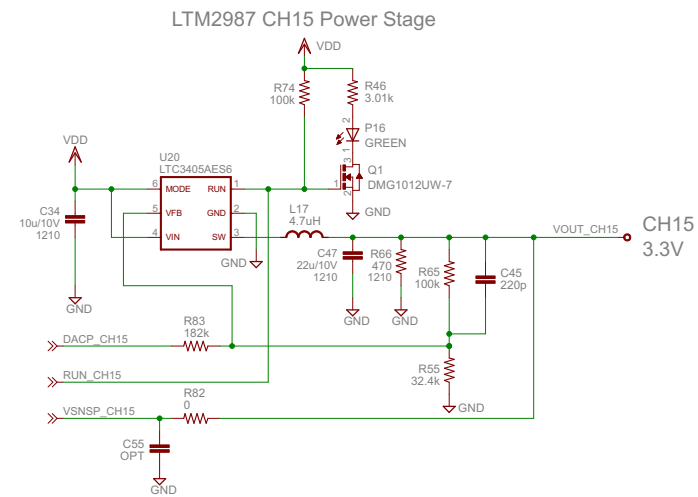 LTM2987 CH15 Power Stage
VDD
R74
100k
R46
3.01k
2
P16
GREEN
1
3
Q1
1
DMG1012UW-7
2
GND
VDD
U20
LTC3405AES6
6 MODE RUN 1
5 VFB GND 2
4 VIN SW 3
C34
10u/10V
1210
GND
GND
L17
4.7uH
VOUT_CH15
CH15
3.3V
C47
22u/10V
1210
R66
470
1210
R65
100k
C45
220p
GND
GND
DACP_CH15
R83
182k
RUN_CH15
R55
32.4k
GND
VSNSP_CH15
R82
0
C55
OPT
GND